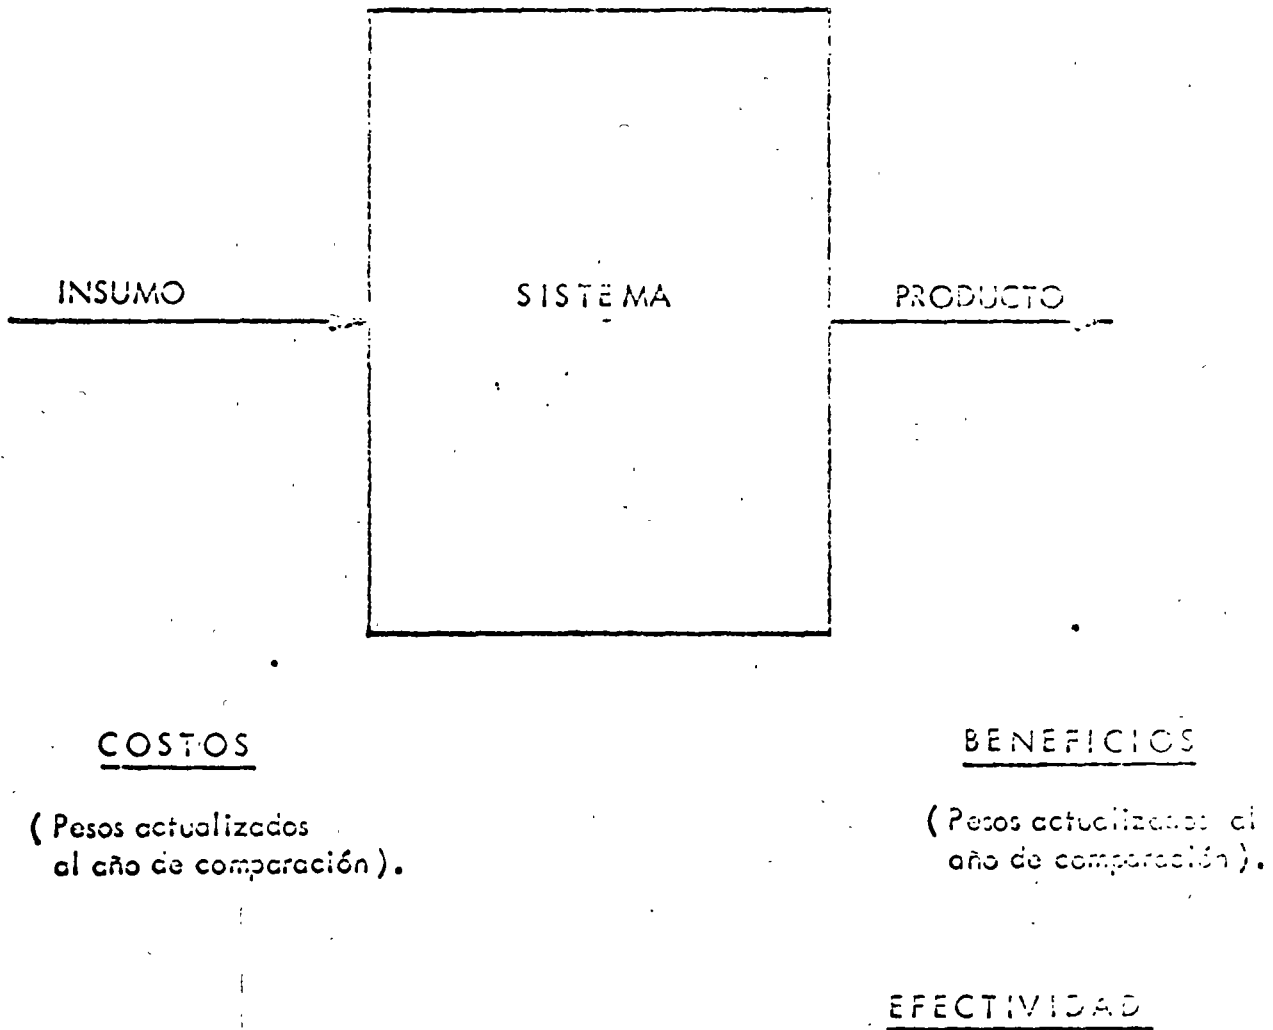 INSUMO
SISTEMA
PRODUCTO
COSTOS
(Pesos actualizados
al año de comparación).
BENEFICIOS
(Pesos actualizados al
año de comparación).
EFECTIVIDAD